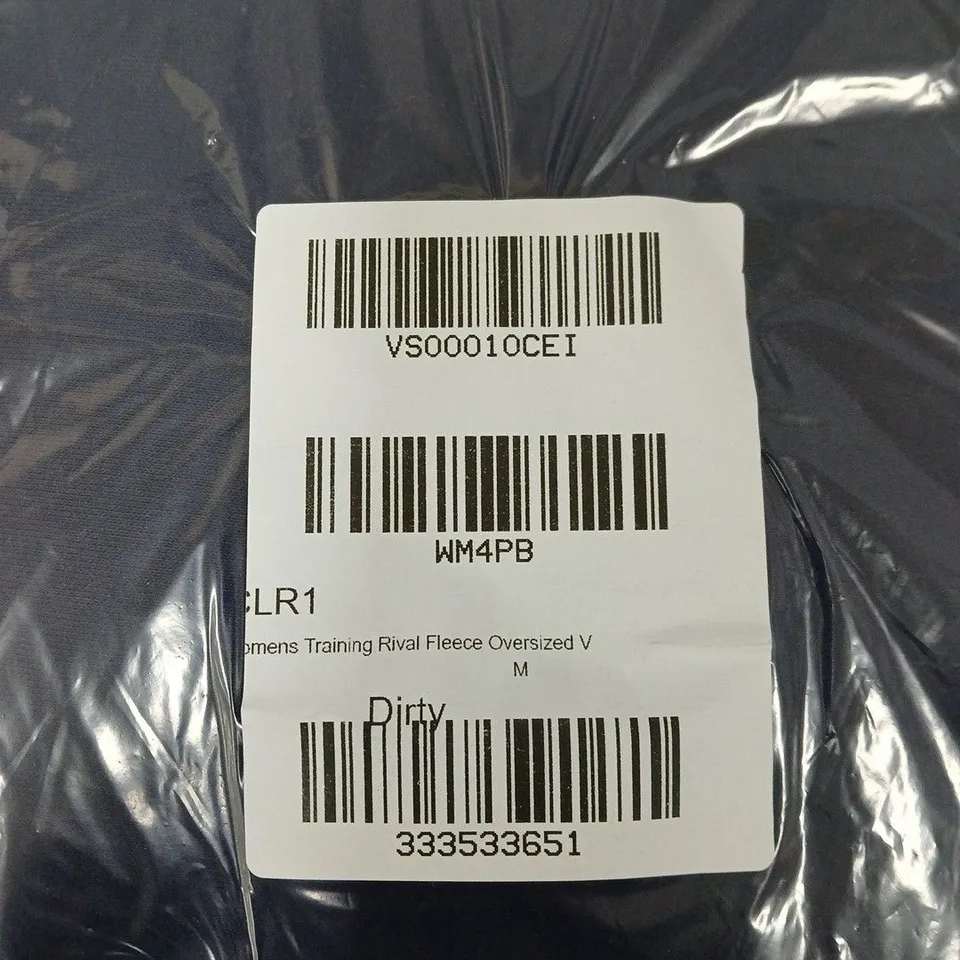 VS00010CEI
WM4PB
CLR1
omens Training Rival Fleece Oversized V
M
Dirty
333533651